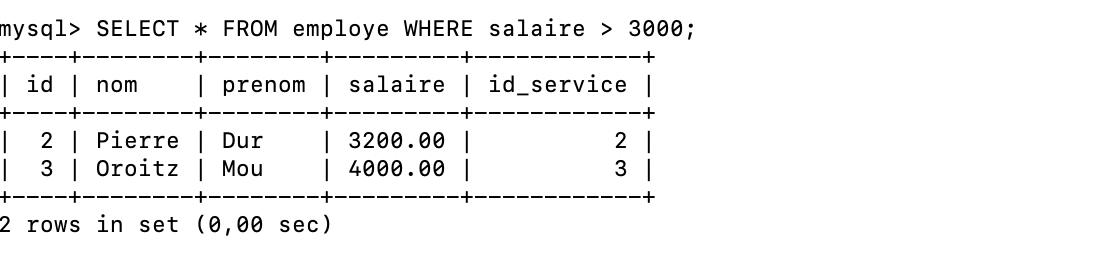 mysql> SELECT * FROM employe WHERE salaire > 3000;
+----+--------+--------+----------+------------+
| id | nom    | prenom | salaire  | id_service |
+----+--------+--------+----------+------------+
|  2 | Pierre | Dur    | 3200.00 |          2 |
|  3 | Oroitz | Mou    | 4000.00 |          3 |
+----+--------+--------+----------+------------+
2 rows in set (0,00 sec)